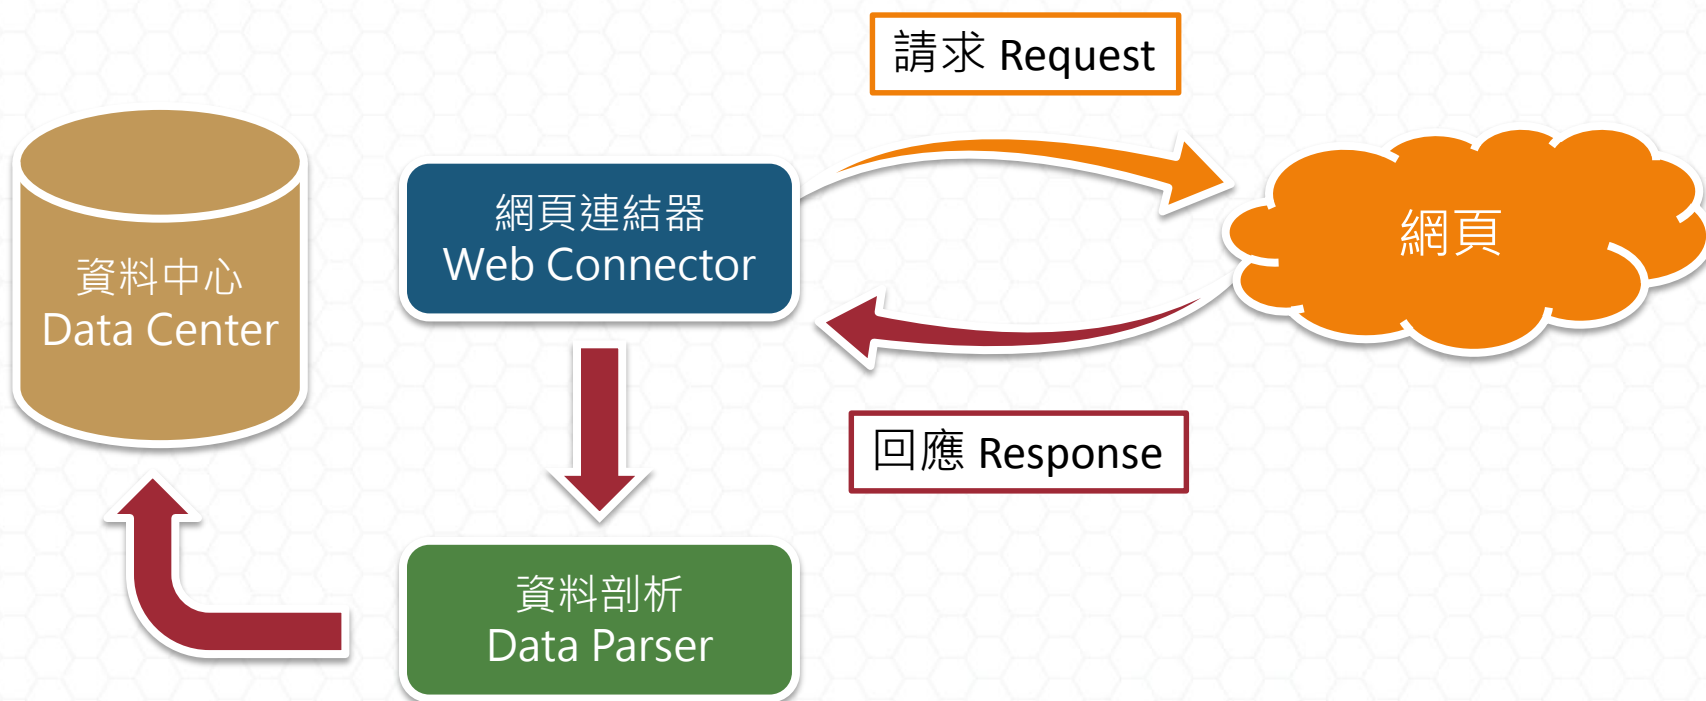 請求 Request
網頁連結器
Web Connector
網頁
資料中心
Data Center
回應 Response
資料剖析
Data Parser